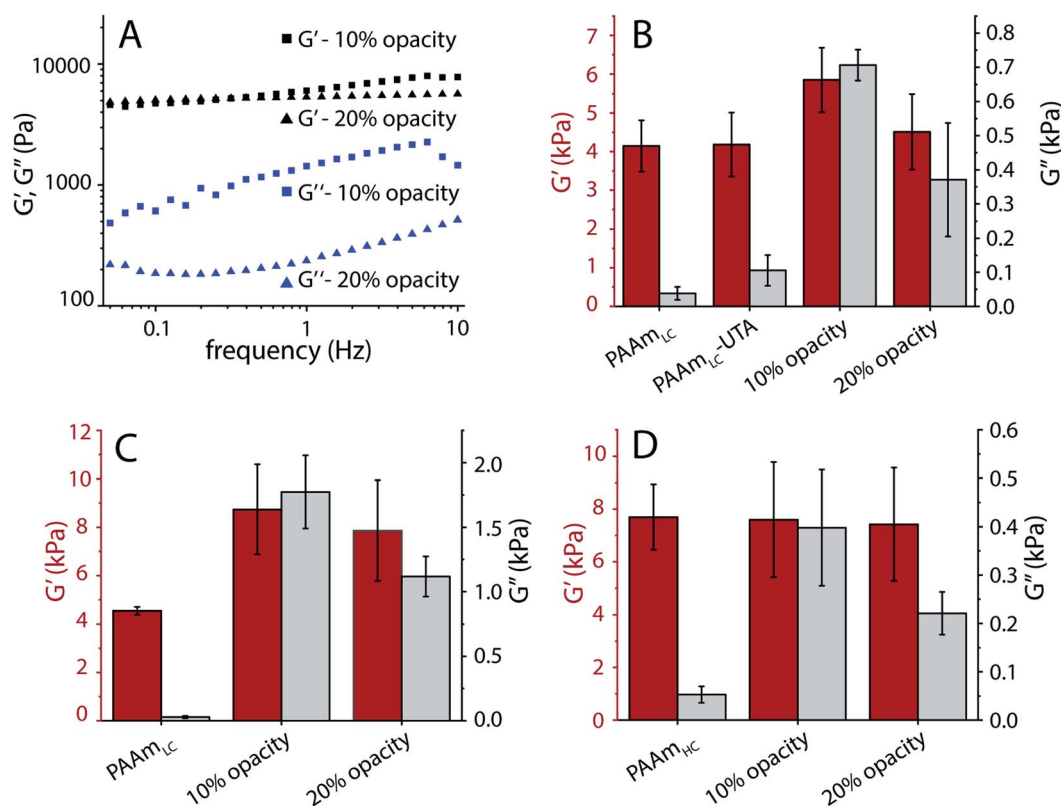 A
G′ - 10% opacity
G′ - 20% opacity
G′′ - 10% opacity
G′′ - 20% opacity
10000
1000
100
G′, G″ (Pa)
0.1 1 10
frequency (Hz)
B
7
6
5
4
3
2
1
0
G′ (kPa)
0.8
0.7
0.6
0.5
0.4
0.3
0.2
0.1
0.0
G″ (kPa)
PAAm_LC
PAAm_LC-UTA
10% opacity
20% opacity
C
12
10
8
6
4
2
0
G′ (kPa)
2.0
1.5
1.0
0.5
0.0
G″ (kPa)
PAAm_LC
10% opacity
20% opacity
D
10
8
6
4
2
0
G′ (kPa)
0.6
0.5
0.4
0.3
0.2
0.1
0.0
G″ (kPa)
PAAm_HC
10% opacity
20% opacity